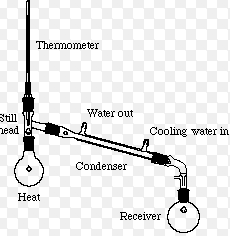 Thermometer
Still
head
Water out
Cooling water in
Condenser
Heat
Receiver